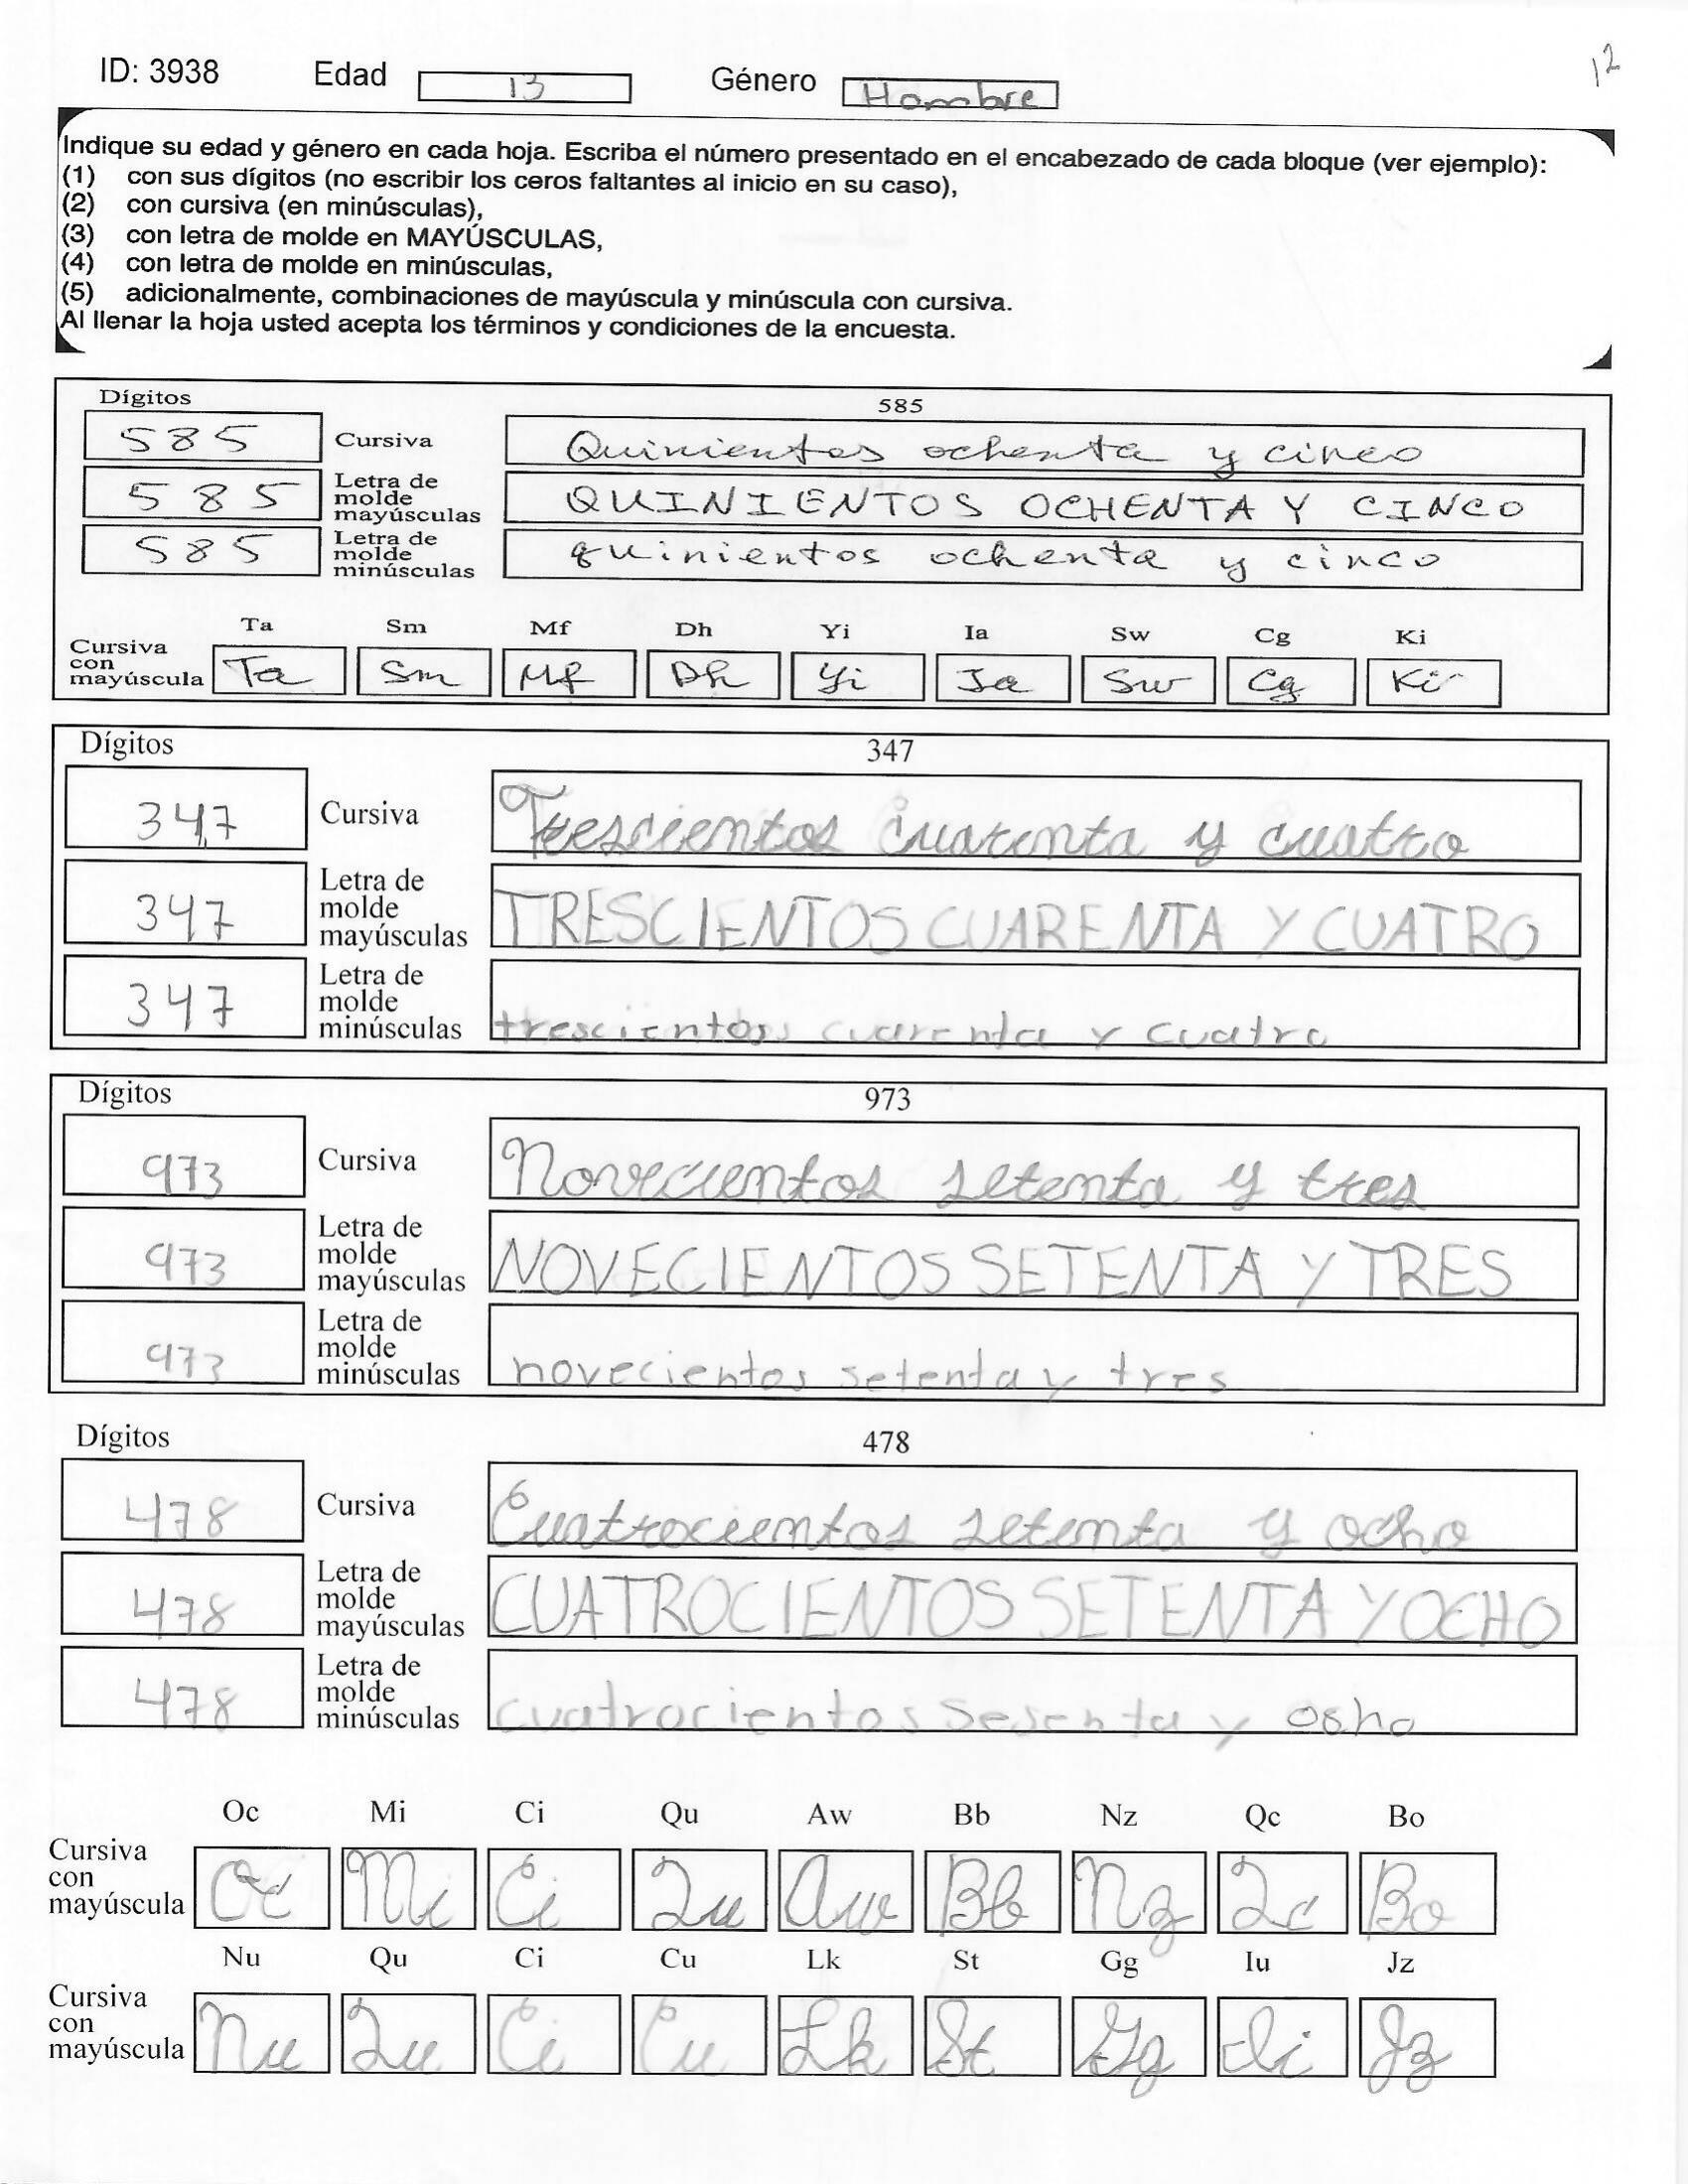 12
ID: 3938 Edad 13 Género Hombre
Indique su edad y género en cada hoja. Escriba el número presentado en el encabezado de cada bloque (ver ejemplo):
(1) con sus dígitos (no escribir los ceros faltantes al inicio en su caso),
(2) con cursiva (en minúsculas),
(3) con letra de molde en MAYÚSCULAS,
(4) con letra de molde en minúsculas,
(5) adicionalmente, combinaciones de mayúscula y minúscula con cursiva.
Al llenar la hoja usted acepta los términos y condiciones de la encuesta.
Dígitos 585
585 Cursiva Quinientos ochenta y cinco
585 Letra de molde mayúsculas QUINIENTOS OCHENTA Y CINCO
585 Letra de molde minúsculas quinientos ochenta y cinco
Ta Sm Mf Dh Yi Ia Sw Cg Ki
Cursiva con mayúscula Ta Sm Mf Dh Yi Ia Sw Cg Ki
Dígitos 347
347 Cursiva Trescientos cuarenta y cuatro
347 Letra de molde mayúsculas TRESCIENTOS CUARENTA Y CUATRO
347 Letra de molde minúsculas trescientos cuarenta y cuatro
Dígitos 973
973 Cursiva Novecientos setenta y tres
973 Letra de molde mayúsculas NOVECIENTOS SETENTA Y TRES
973 Letra de molde minúsculas novecientos setenta y tres
Dígitos 478
478 Cursiva Cuatrocientos setenta y ocho
478 Letra de molde mayúsculas CUATROCIENTOS SETENTA Y OCHO
478 Letra de molde minúsculas cuatrocientos sesenta y osho
Oc Mi Ci Qu Aw Bb Nz Qc Bo
Cursiva con mayúscula Oc Mi Ci Qu Aw Bb Nz Qc Bo
Nu Qu Ci Cu Lk St Gg Iu Jz
Cursiva con mayúscula Nu Qu Ci Cu Lk St Gg Ii Jz